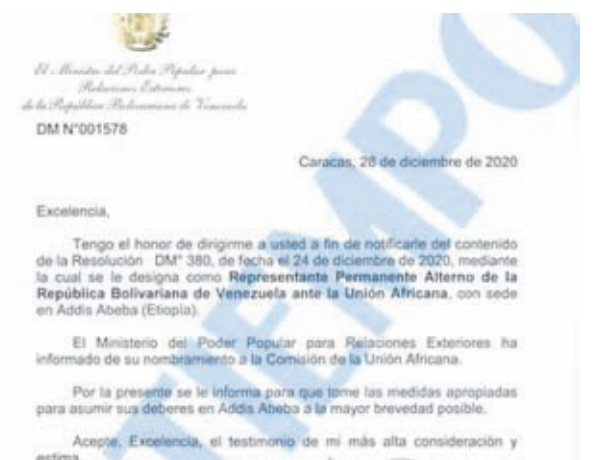 El Ministro del Poder Popular para
Relaciones Exteriores
de la República Bolivariana de Venezuela
DM N°001578
Caracas, 28 de diciembre de 2020
Excelencia,
Tengo el honor de dirigirme a usted a fin de notificarle del contenido
de la Resolución DM° 380, de fecha el 24 de diciembre de 2020, mediante
la cual se le designa como Representante Permanente Alterno de la
República Bolivariana de Venezuela ante la Unión Africana, con sede
en Addis Abeba (Etiopía).
El Ministerio del Poder Popular para Relaciones Exteriores ha
informado de su nombramiento a la Comisión de la Unión Africana.
Por la presente se le informa para que tome las medidas apropiadas
para asumir sus deberes en Addis Abeba a la mayor brevedad posible.
Acepte, Excelencia, el testimonio de mi más alta consideración y
estima.
TIEMPO